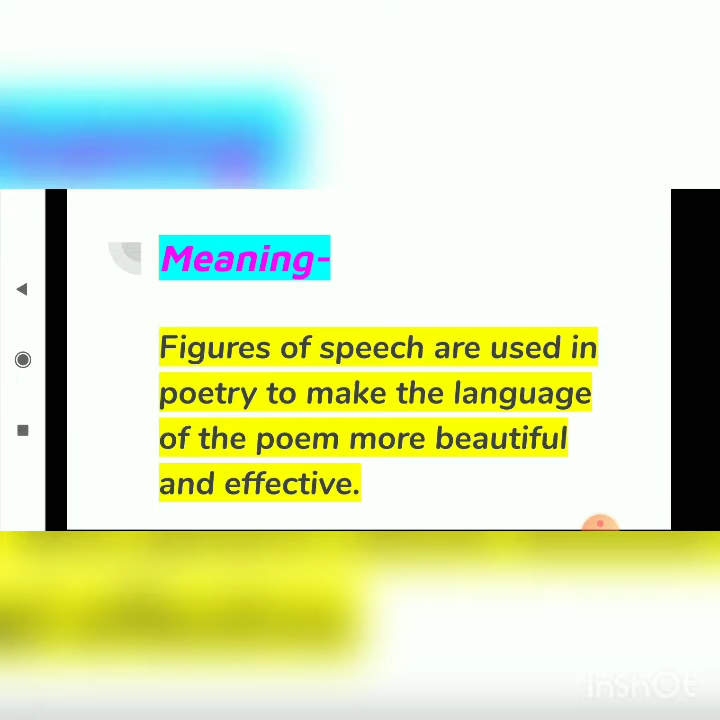 Meaning-
Figures of speech are used in
poetry to make the language
of the poem more beautiful
and effective.
InShOt